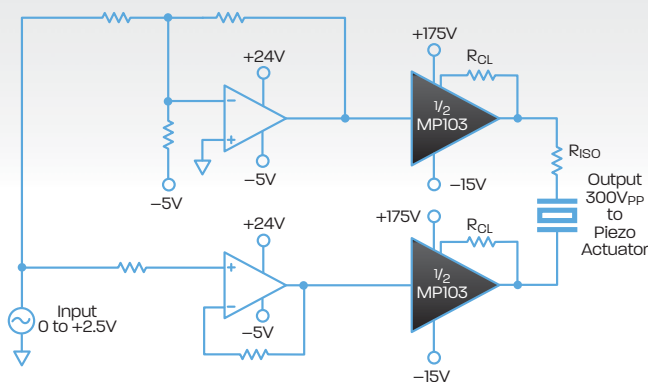 +24V
–5V
–5V
+175V
RCL
1/2
MP103
–15V
RISO
Output
300VPP
to
Piezo
Actuator
+24V
–5V
+175V
RCL
1/2
MP103
–15V
Input
0 to +2.5V